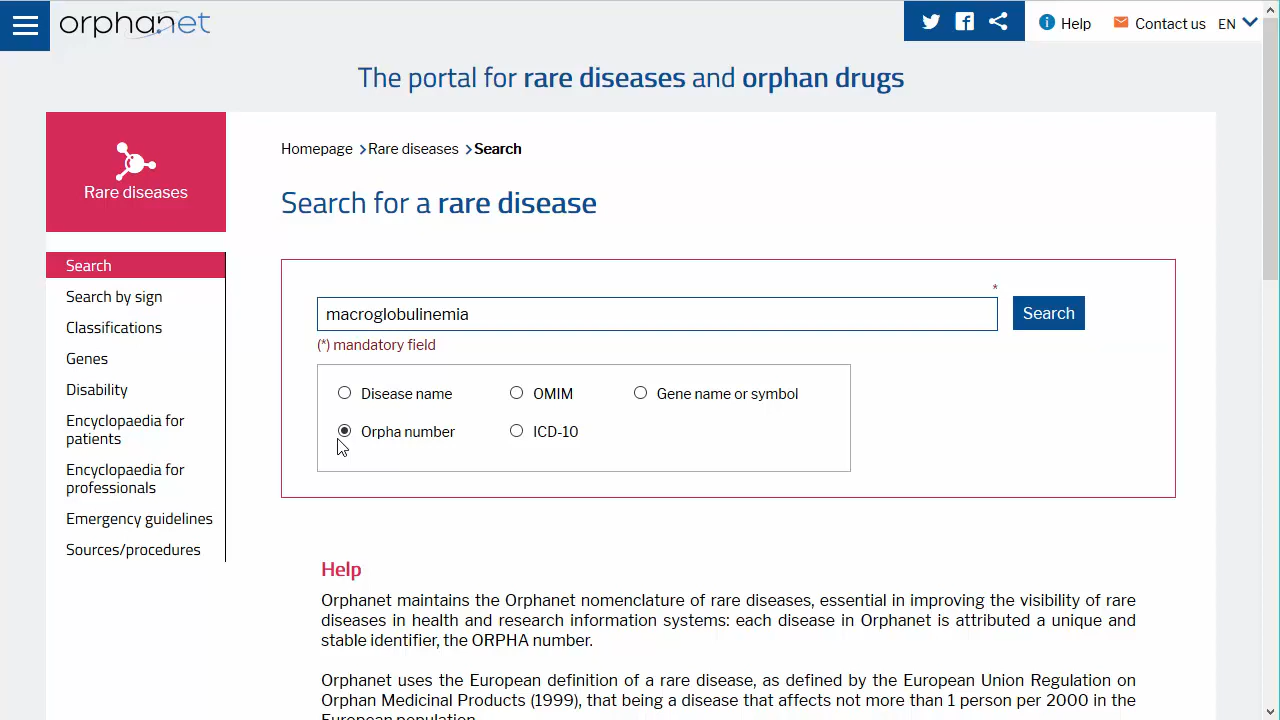 orphanet
Help
Contact us
EN
The portal for rare diseases and orphan drugs
Rare diseases
Homepage
Rare diseases
Search
Search for a rare disease
Search
Search by sign
Classifications
Genes
Disability
Encyclopaedia for
patients
Encyclopaedia for
professionals
Emergency guidelines
Sources/procedures
*
macroglobulinemia
Search
(*) mandatory field
Disease name
OMIM
Gene name or symbol
Orpha number
ICD-10
Help
Orphanet maintains the Orphanet nomenclature of rare diseases, essential in improving the visibility of rare
diseases in health and research information systems: each disease in Orphanet is attributed a unique and
stable identifier, the ORPHA number.
Orphanet uses the European definition of a rare disease, as defined by the European Union Regulation on
Orphan Medicinal Products (1999), that being a disease that affects not more than 1 person per 2000 in the
European population.